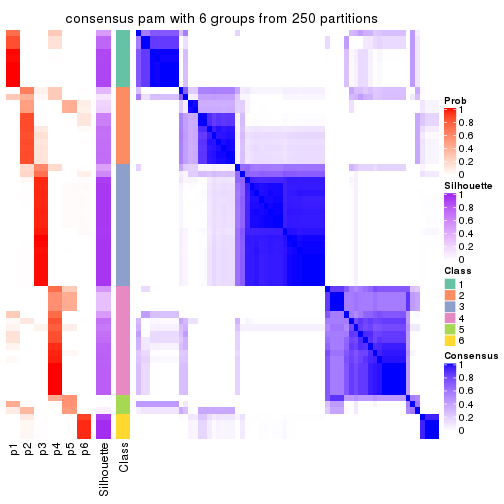 consensus pam with 6 groups from 250 partitions
Prob
1
0.8
0.6
0.4
0.2
0
Silhouette
1
0.8
0.6
0.4
0.2
0
Class
1
2
3
4
5
6
Consensus
1
0.8
0.6
0.4
0.2
0
p1
p2
p3
p4
p5
p6
Silhouette
Class